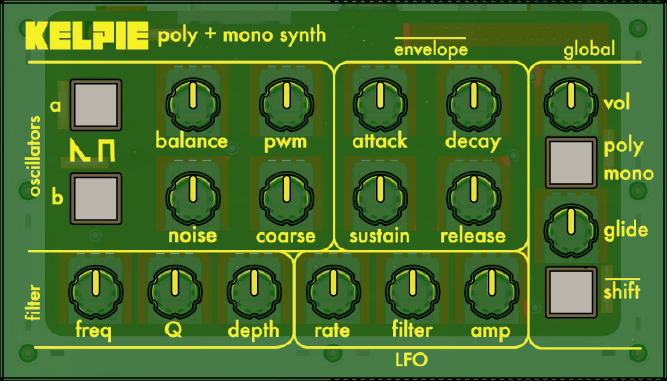 KELPIE poly + mono synth
envelope
global
oscillators
a
balance
pwm
attack
decay
vol
poly
mono
b
noise
coarse
sustain
release
glide
filter
freq
Q
depth
rate
filter
amp
shift
LFO